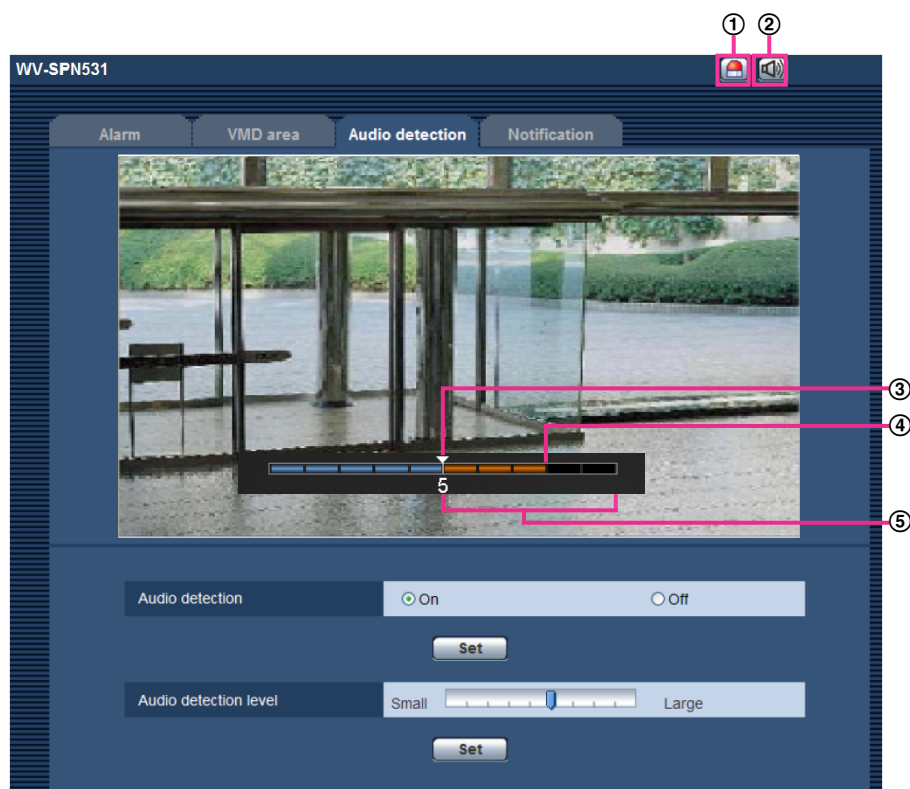 ① ②
WV-SPN531
Alarm VMD area Audio detection Notification
③
④
5
⑤
Audio detection On Off
Set
Audio detection level Small Large
Set